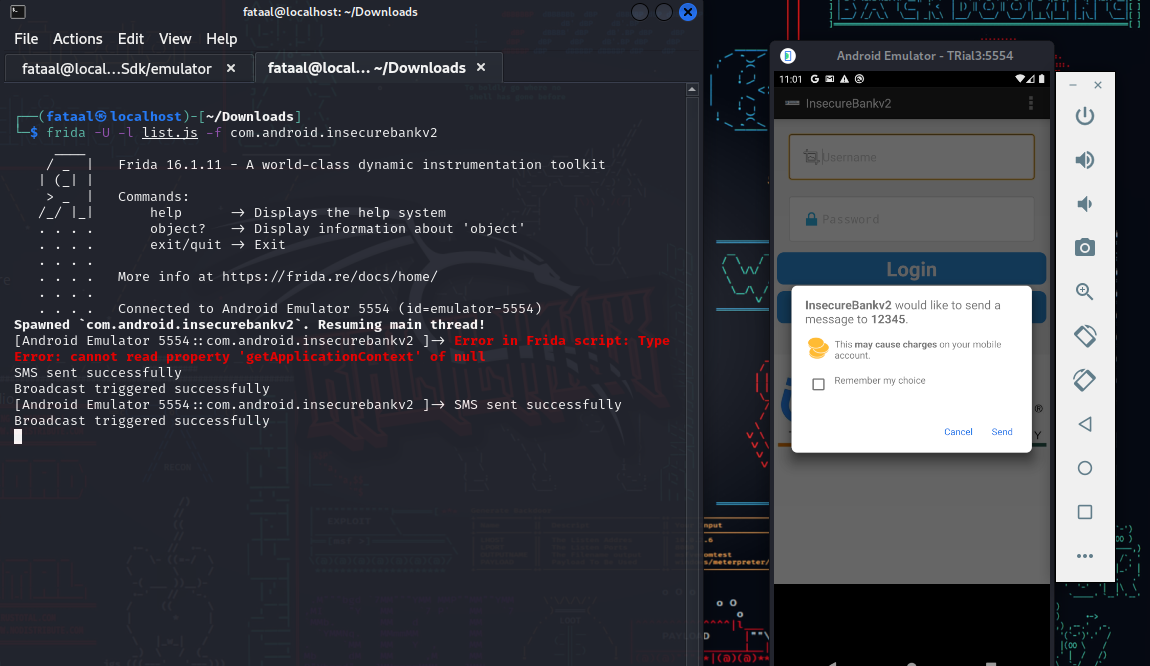 fataal@localhost: ~/Downloads
File Actions Edit View Help
fataal@local...Sdk/emulator ×
fataal@local... ~/Downloads ×
┌──(fataal㉿localhost)-[~/Downloads]
└─$ frida -U -l list.js -f com.android.insecurebankv2
Frida 16.1.11 - A world-class dynamic instrumentation toolkit
Commands:
help -> Displays the help system
object? -> Display information about 'object'
exit/quit -> Exit
More info at https://frida.re/docs/home/
Connected to Android Emulator 5554 (id=emulator-5554)
Spawned `com.android.insecurebankv2`. Resuming main thread!
[Android Emulator 5554::com.android.insecurebankv2 ]-> Error in Frida script: Type
Error: cannot read property 'getApplicationContext' of null
SMS sent successfully
Broadcast triggered successfully
[Android Emulator 5554::com.android.insecurebankv2 ]-> SMS sent successfully
Broadcast triggered successfully
Android Emulator - TRial3:5554
11:01
InsecureBankv2
Username
Password
Login
InsecureBankv2 would like to send a
message to 12345.
This may cause charges on your mobile
account.
Remember my choice
Cancel Send